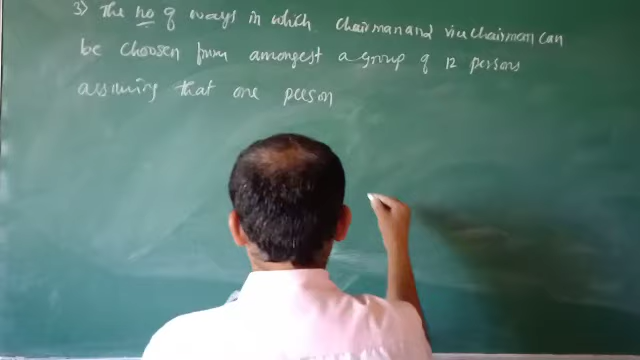 3) The no of ways in which chairman and vice chairman can
be choosen from amongest a group of 12 persons
assuming that one person